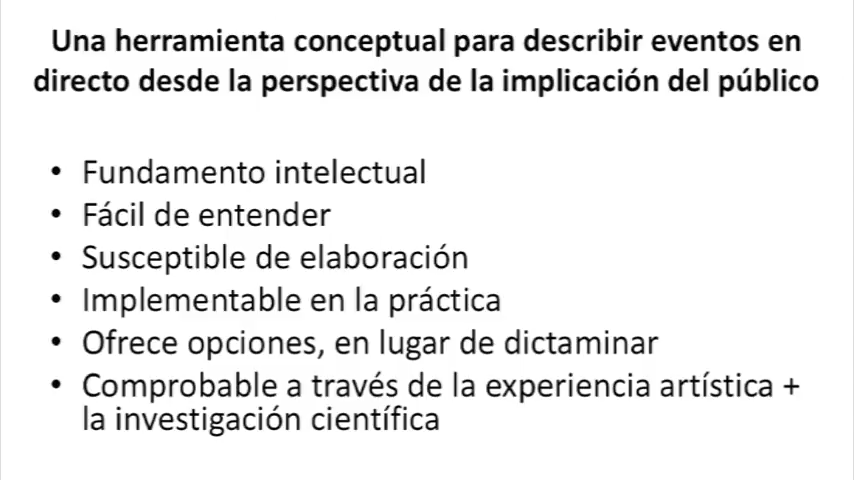 Una herramienta conceptual para describir eventos en
directo desde la perspectiva de la implicación del público
• Fundamento intelectual
• Fácil de entender
• Susceptible de elaboración
• Implementable en la práctica
• Ofrece opciones, en lugar de dictaminar
• Comprobable a través de la experiencia artística +
la investigación científica